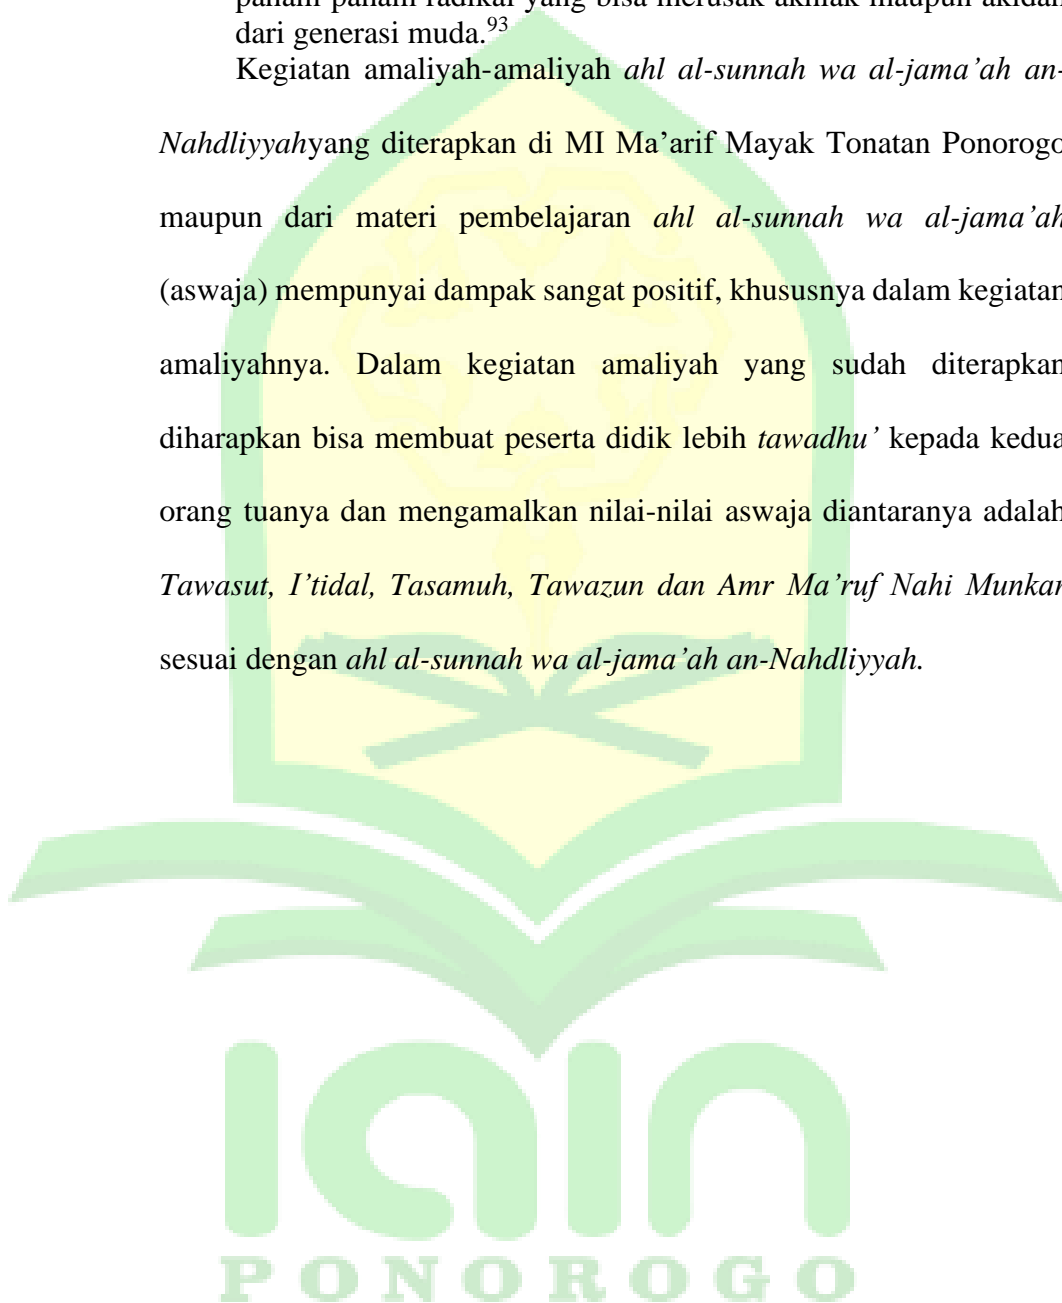 paham-paham radikal yang bisa merusak akhlak maupun akidah
dari generasi muda.93
Kegiatan amaliyah-amaliyah ahl al-sunnah wa al-jama’ah an-
Nahdliyyahyang diterapkan di MI Ma’arif Mayak Tonatan Ponorogo
maupun dari materi pembelajaran ahl al-sunnah wa al-jama’ah
(aswaja) mempunyai dampak sangat positif, khususnya dalam kegiatan
amaliyahnya. Dalam kegiatan amaliyah yang sudah diterapkan
diharapkan bisa membuat peserta didik lebih tawadhu’ kepada kedua
orang tuanya dan mengamalkan nilai-nilai aswaja diantaranya adalah
Tawasut, I’tidal, Tasamuh, Tawazun dan Amr Ma’ruf Nahi Munkar
sesuai dengan ahl al-sunnah wa al-jama’ah an-Nahdliyyah.
iain
PONOROGO